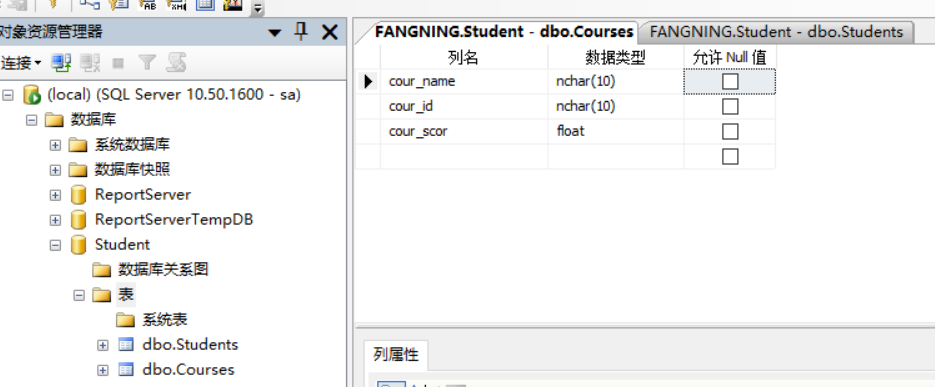 对象资源管理器
连接
(local) (SQL Server 10.50.1600 - sa)
数据库
系统数据库
数据库快照
ReportServer
ReportServerTempDB
Student
数据库关系图
表
系统表
dbo.Students
dbo.Courses
FANGNING.Student - dbo.Courses
FANGNING.Student - dbo.Students
列名 数据类型 允许 Null 值
cour_name nchar(10)
cour_id nchar(10)
cour_scor float
列属性